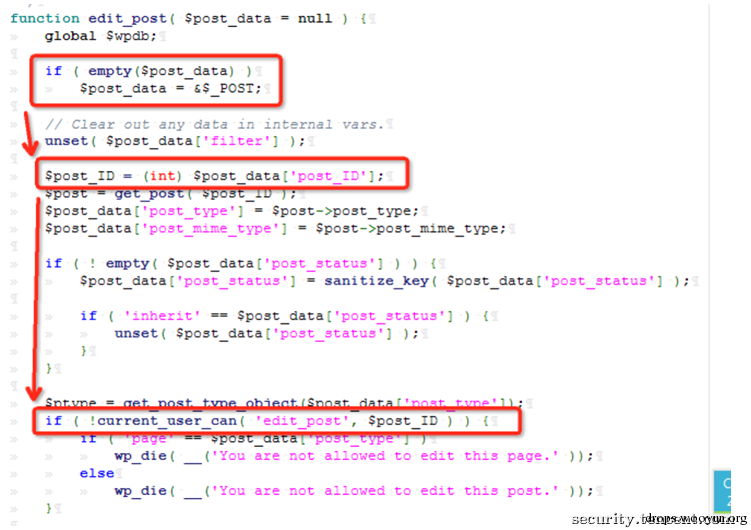 function edit_post( $post_data = null ) {
global $wpdb;
if ( empty($post_data) )
$post_data = &$_POST;
// Clear out any data in internal vars.
unset( $post_data['filter'] );
$post_ID = (int) $post_data['post_ID'];
$post = get_post( $post_ID );
$post_data['post_type'] = $post->post_type;
$post_data['post_mime_type'] = $post->post_mime_type;
if ( ! empty( $post_data['post_status'] ) ) {
$post_data['post_status'] = sanitize_key( $post_data['post_status'] );
if ( 'inherit' == $post_data['post_status'] ) {
unset( $post_data['post_status'] );
}
}
$ptype = get_post_type_object($post_data['post_type']);
if ( !current_user_can( 'edit_post', $post_ID ) ) {
if ( 'page' == $post_data['post_type'] )
wp_die( __('You are not allowed to edit this page.' ));
else
wp_die( __('You are not allowed to edit this post.' ));
}
security.tencent.com
drops.wooyun.org